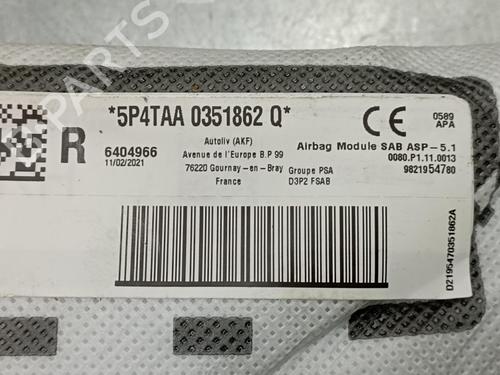 *5P4TAA 0351862 Q*
CE
0589
APA
R
6404966
11/02/2021
Autoliv (AKF)
Avenue de l'Europe B.P 99
76220 Gournay-en-Bray
France
Groupe PSA
D3P2 FSAB
Airbag Module SAB ASP-5.1
0080.P1.11.0013
9821954780
D2195470351862A